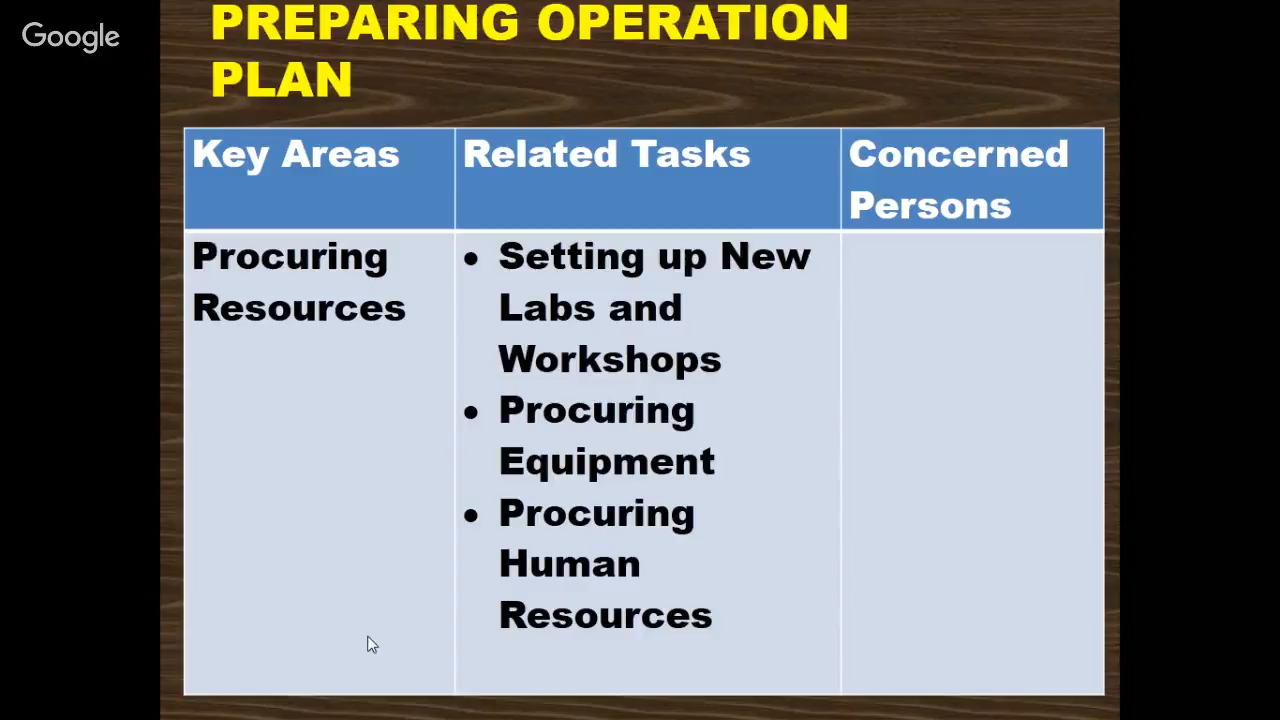 Google
PREPARING OPERATION
PLAN
Key Areas
Related Tasks
Concerned
Persons
Procuring
Resources
• Setting up New
Labs and
Workshops
• Procuring
Equipment
• Procuring
Human
Resources